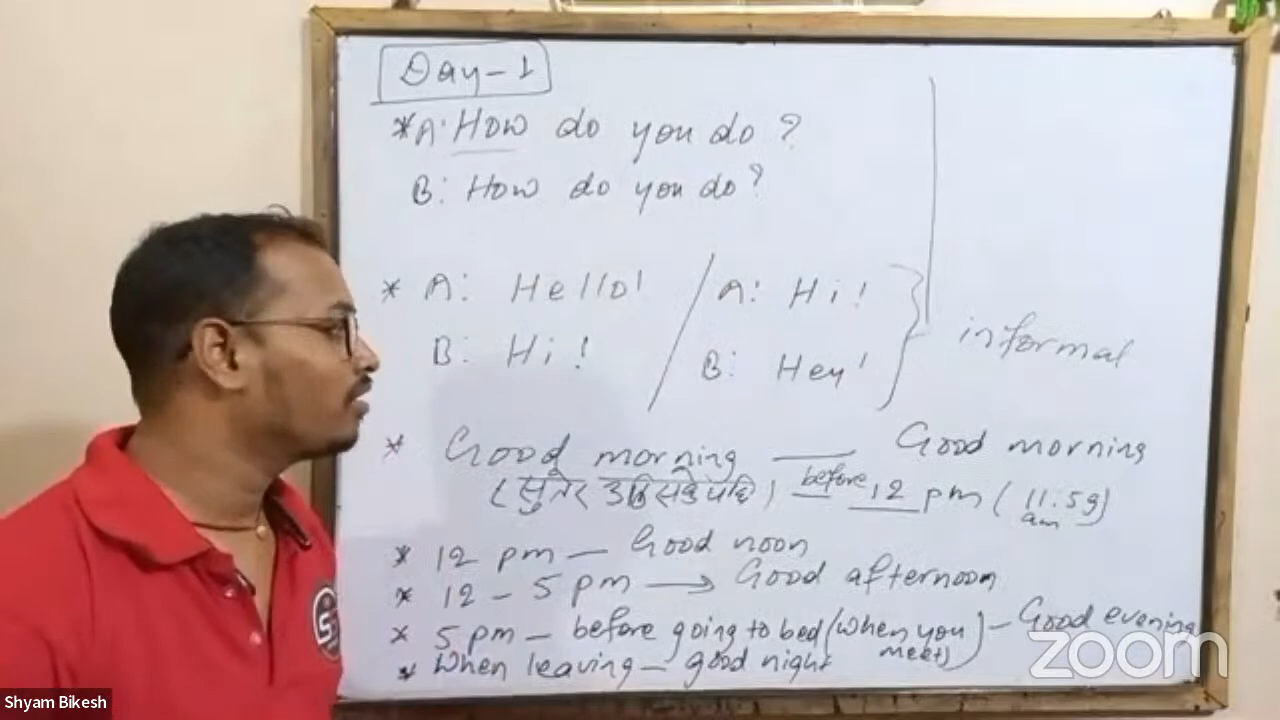 Day-1
*A: How do you do?
B: How do you do?
* A: Hello! / A: Hi!
B: Hi! B: Hey!
informal
* Good morning — Good morning
(सुतेर उठिसकेपछि) before 12 pm (11.59 am)
* 12 pm — Good noon
* 12 - 5 pm → Good afternoon
* 5 pm - before going to bed (when you meet) - Good evening
* When leaving - good night
zoom
Shyam Bikesh